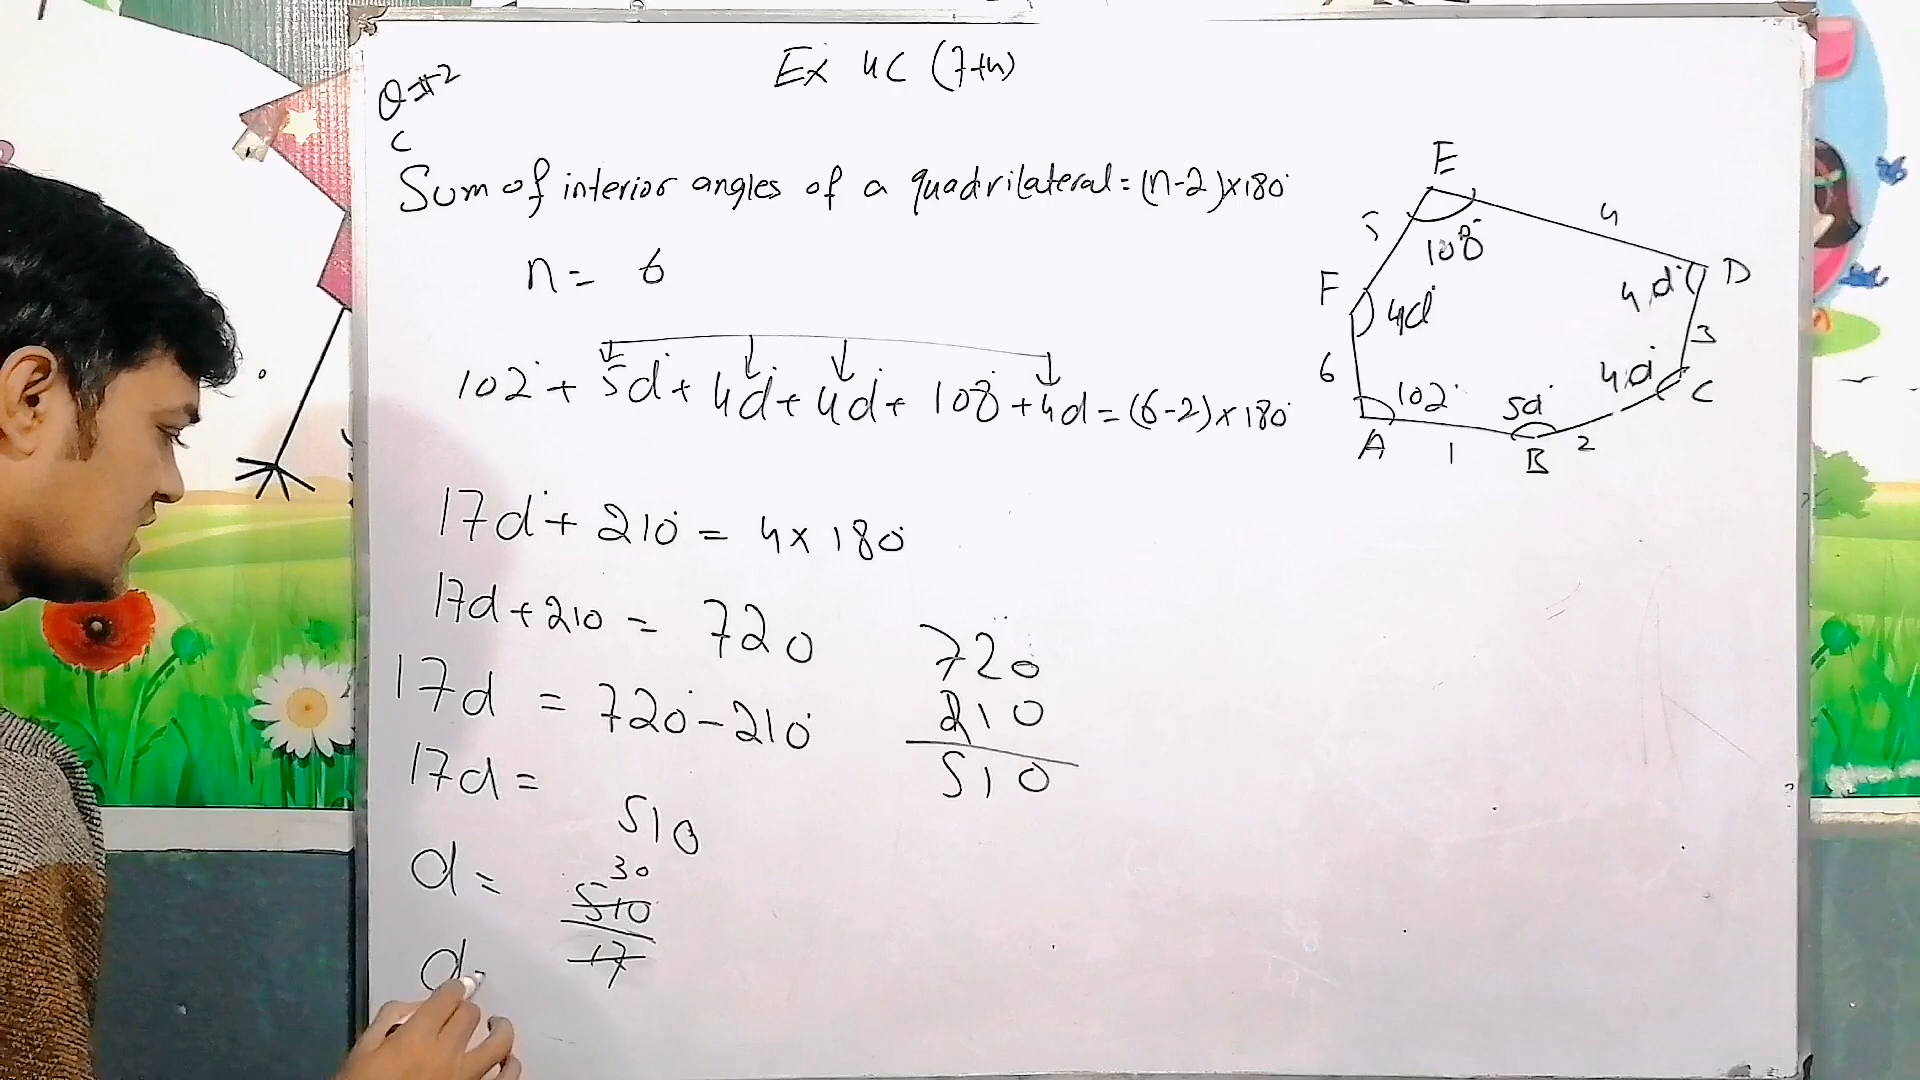 Ex 4C (7+4)
Q#2
C
Sum of interior angles of a quadrilateral = (n-2)×180°
n = 6
102°+ 5d°+ 4d°+ 4d°+ 108°+4d = (6-2)×180°
17d°+ 210° = 4×180°
17d+210 = 720
17d = 720°-210°
17d = 510
d = 510/17 30
d=
720
210
510
E
5
108°
4
F
4d°
D
4d°
3
6
4d°
C
102°
5d°
A
1
B
2